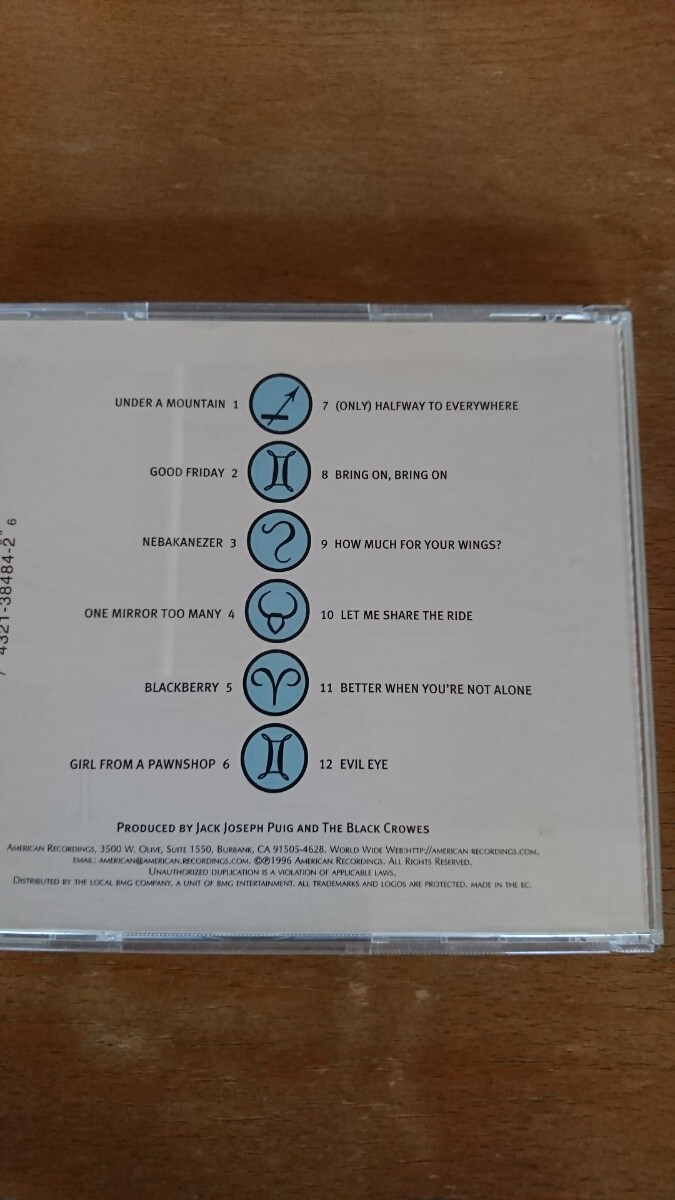 UNDER A MOUNTAIN 1
GOOD FRIDAY 2
NEBAKANEZER 3
ONE MIRROR TOO MANY 4
BLACKBERRY 5
GIRL FROM A PAWNSHOP 6
7 (ONLY) HALFWAY TO EVERYWHERE
8 BRING ON, BRING ON
9 HOW MUCH FOR YOUR WINGS?
10 LET ME SHARE THE RIDE
11 BETTER WHEN YOU'RE NOT ALONE
12 EVIL EYE
PRODUCED BY JACK JOSEPH PUIG AND THE BLACK CROWES
AMERICAN RECORDINGS, 3500 W. OLIVE, SUITE 1550, BURBANK, CA 91505-4628. WORLD WIDE WEB:HTTP://AMERICAN RECORDINGS.COM.
EMAIL: AMERICAN@AMERICAN.RECORDINGS.COM. ©℗1996 AMERICAN RECORDINGS. ALL RIGHTS RESERVED.
UNAUTHORIZED DUPLICATION IS A VIOLATION OF APPLICABLE LAWS.
DISTRIBUTED BY THE LOCAL BMG COMPANY. A UNIT OF BMG ENTERTAINMENT. ALL TRADEMARKS AND LOGOS ARE PROTECTED. MADE IN THE EC.
4321-38484-2 6